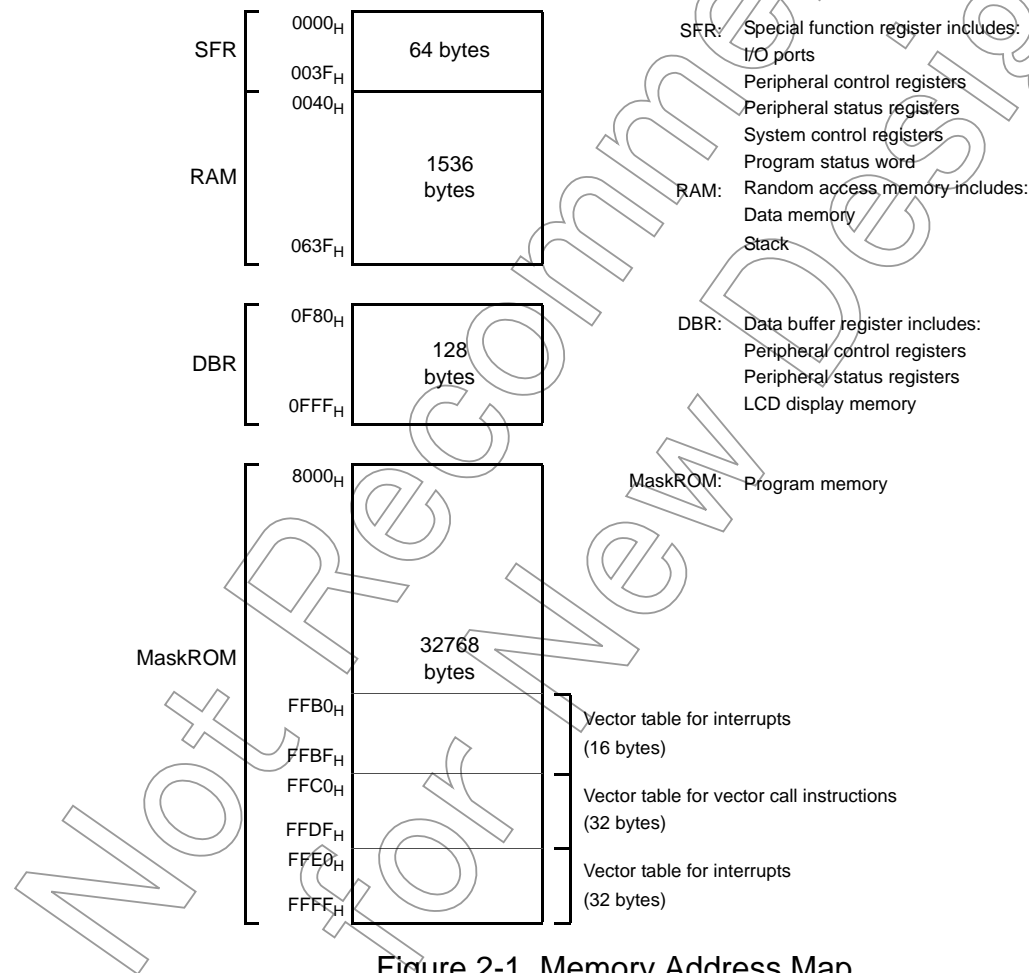 0000H
SFR
64 bytes
003FH
0040H
RAM
1536
bytes
063FH
0F80H
DBR
128
bytes
0FFFH
8000H
MaskROM
32768
bytes
FFB0H
Vector table for interrupts
(16 bytes)
FFBFH
FFC0H
Vector table for vector call instructions
(32 bytes)
FFDFH
FFE0H
Vector table for interrupts
(32 bytes)
FFFFH
SFR: Special function register includes:
I/O ports
Peripheral control registers
Peripheral status registers
System control registers
Program status word
RAM: Random access memory includes:
Data memory
Stack
DBR: Data buffer register includes:
Peripheral control registers
Peripheral status registers
LCD display memory
MaskROM: Program memory
Figure 2-1 Memory Address Map
Not Recomme
for New Desig